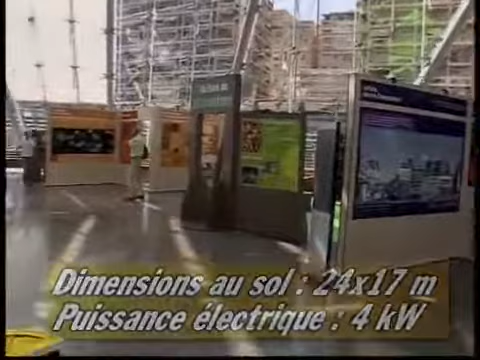 Dimensions au sol : 24x17 m
Puissance électrique : 4 kW